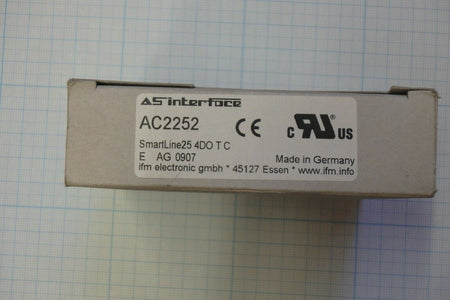 AS interface
AC2252
CE
c RU us
SmartLine25 4DO T C
E AG 0907
Made in Germany
ifm electronic gmbh * 45127 Essen * www.ifm.info